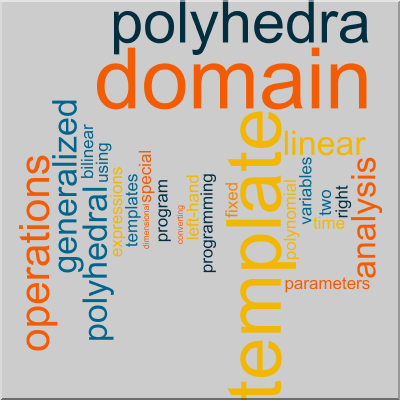 polyhedra
domain
template
linear
generalized
operations
polyhedral
bilinear
using
expressions
templates
dimensional
special
program
converting
left-hand
programming
fixed
polynomial
variables
two
time
right
analysis
parameters